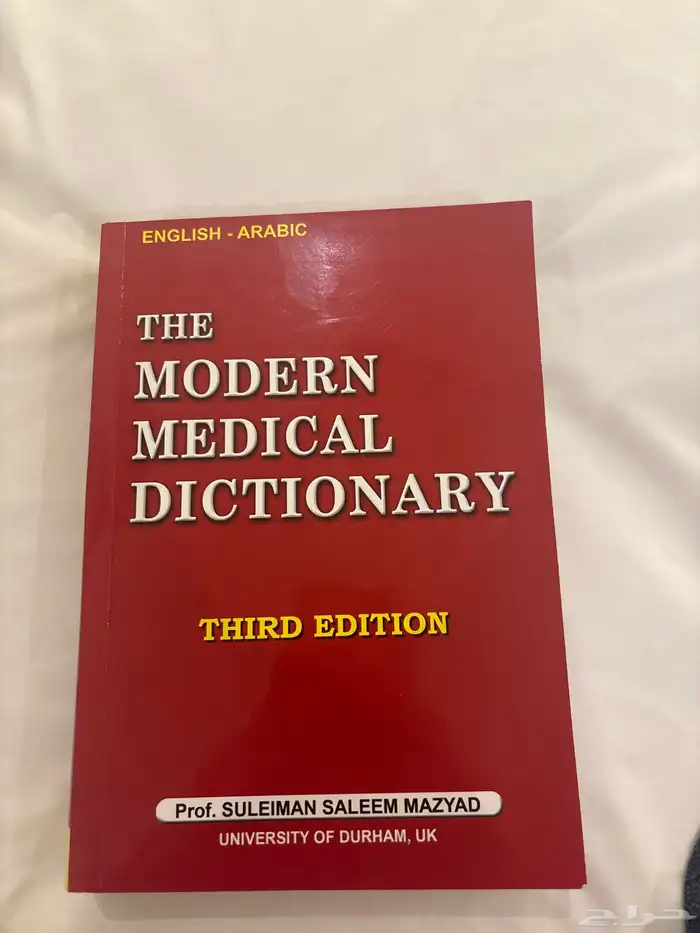 ENGLISH - ARABIC
THE
MODERN
MEDICAL
DICTIONARY
THIRD EDITION
Prof. SULEIMAN SALEEM MAZYAD
UNIVERSITY OF DURHAM, UK
حراج